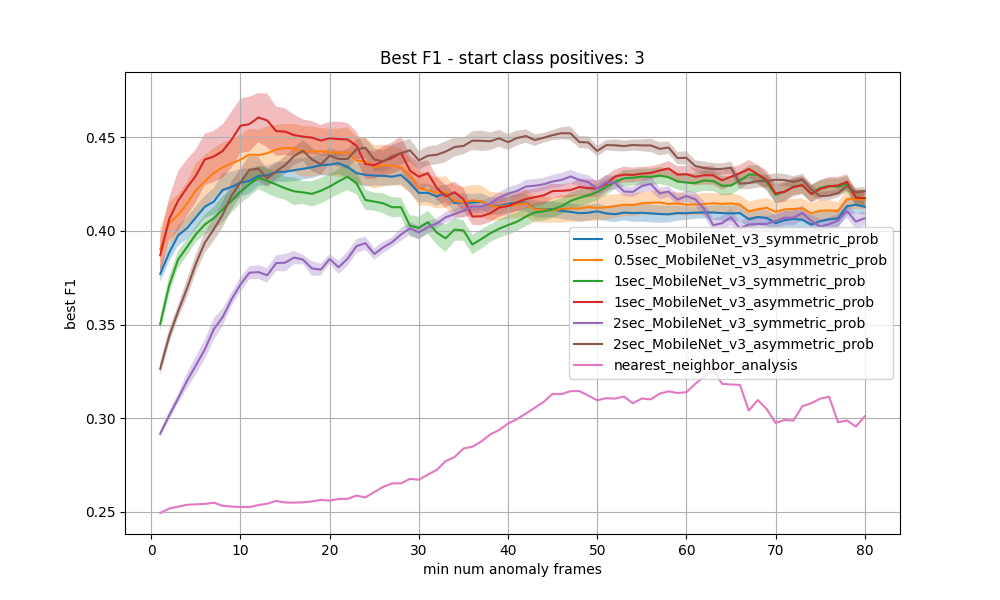 Best F1 - start class positives: 3
best F1
0.45
0.40
0.35
0.30
0.25
0.5sec_MobileNet_v3_symmetric_prob
0.5sec_MobileNet_v3_asymmetric_prob
1sec_MobileNet_v3_symmetric_prob
1sec_MobileNet_v3_asymmetric_prob
2sec_MobileNet_v3_symmetric_prob
2sec_MobileNet_v3_asymmetric_prob
nearest_neighbor_analysis
0 10 20 30 40 50 60 70 80
min num anomaly frames